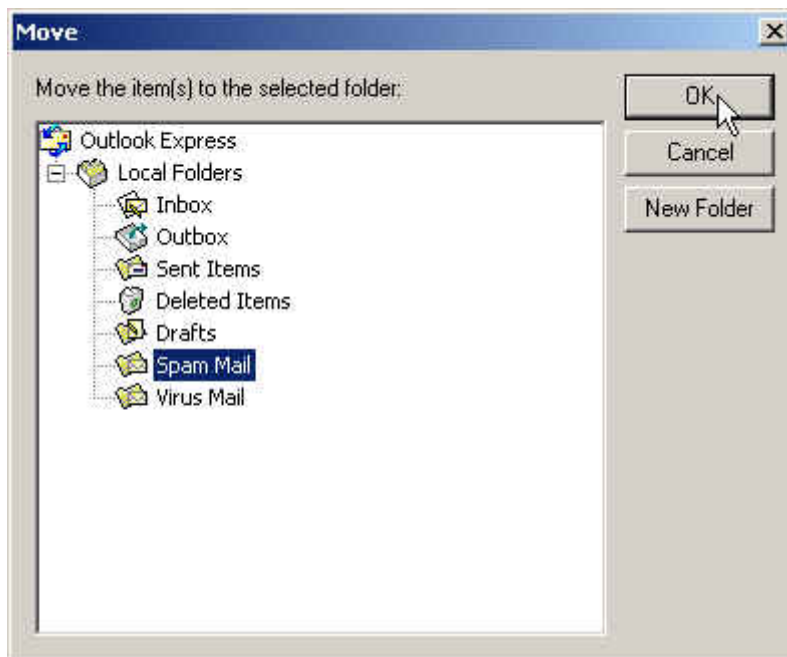 Move
Move the item(s) to the selected folder:
OK
Cancel
New Folder
Outlook Express
Local Folders
Inbox
Outbox
Sent Items
Deleted Items
Drafts
Spam Mail
Virus Mail